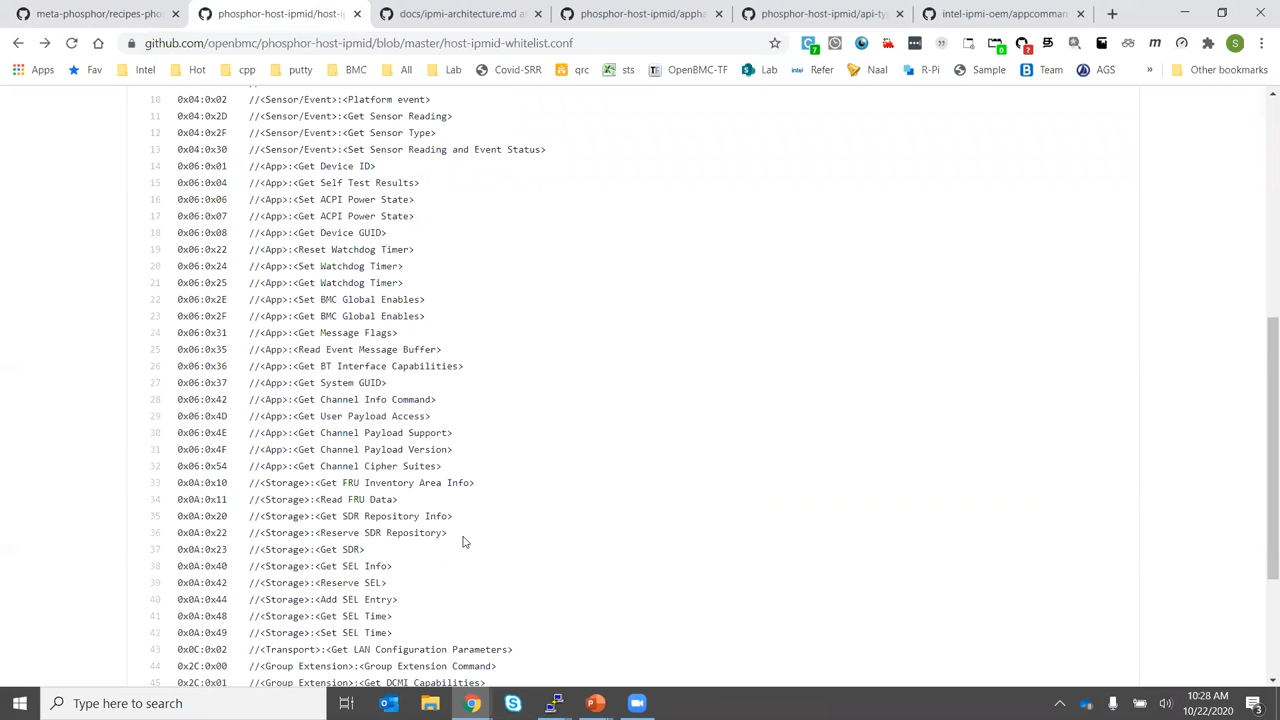 meta-phosphor/recipes-phos
phosphor-host-ipmid/host-i
docs/ipmi-architecture.md a
phosphor-host-ipmid/appha
phosphor-host-ipmid/api-ty
intel-ipmi-oem/appcomman
github.com/openbmc/phosphor-host-ipmid/blob/master/host-ipmid-whitelist.conf
Apps Fav Intel Hot cpp putty BMC All Lab Covid-SRR qrc sts OpenBMC-TF Lab Refer Naal R-Pi Sample Team AGS » Other bookmarks
10 0x04:0x02 //<Sensor/Event>:<Platform event>
11 0x04:0x2D //<Sensor/Event>:<Get Sensor Reading>
12 0x04:0x2F //<Sensor/Event>:<Get Sensor Type>
13 0x04:0x30 //<Sensor/Event>:<Set Sensor Reading and Event Status>
14 0x06:0x01 //<App>:<Get Device ID>
15 0x06:0x04 //<App>:<Get Self Test Results>
16 0x06:0x06 //<App>:<Set ACPI Power State>
17 0x06:0x07 //<App>:<Get ACPI Power State>
18 0x06:0x08 //<App>:<Get Device GUID>
19 0x06:0x22 //<App>:<Reset Watchdog Timer>
20 0x06:0x24 //<App>:<Set Watchdog Timer>
21 0x06:0x25 //<App>:<Get Watchdog Timer>
22 0x06:0x2E //<App>:<Set BMC Global Enables>
23 0x06:0x2F //<App>:<Get BMC Global Enables>
24 0x06:0x31 //<App>:<Get Message Flags>
25 0x06:0x35 //<App>:<Read Event Message Buffer>
26 0x06:0x36 //<App>:<Get BT Interface Capabilities>
27 0x06:0x37 //<App>:<Get System GUID>
28 0x06:0x42 //<App>:<Get Channel Info Command>
29 0x06:0x4D //<App>:<Get User Payload Access>
30 0x06:0x4E //<App>:<Get Channel Payload Support>
31 0x06:0x4F //<App>:<Get Channel Payload Version>
32 0x06:0x54 //<App>:<Get Channel Cipher Suites>
33 0x0A:0x10 //<Storage>:<Get FRU Inventory Area Info>
34 0x0A:0x11 //<Storage>:<Read FRU Data>
35 0x0A:0x20 //<Storage>:<Get SDR Repository Info>
36 0x0A:0x22 //<Storage>:<Reserve SDR Repository>
37 0x0A:0x23 //<Storage>:<Get SDR>
38 0x0A:0x40 //<Storage>:<Get SEL Info>
39 0x0A:0x42 //<Storage>:<Reserve SEL>
40 0x0A:0x44 //<Storage>:<Add SEL Entry>
41 0x0A:0x48 //<Storage>:<Get SEL Time>
42 0x0A:0x49 //<Storage>:<Set SEL Time>
43 0x0C:0x02 //<Transport>:<Get LAN Configuration Parameters>
44 0x2C:0x00 //<Group Extension>:<Group Extension Command>
45 0x2C:0x01 //<Group Extension>:<Get DCMI Capabilities>
Type here to search
10:28 AM
10/22/2020
3